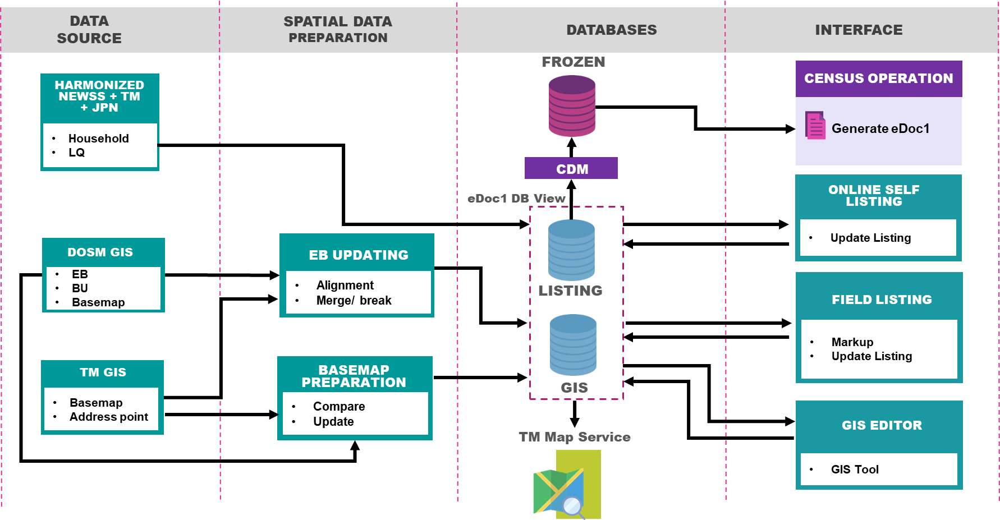 DATA
SOURCE
SPATIAL DATA
PREPARATION
DATABASES
INTERFACE
HARMONIZED
NEWSS + TM
+ JPN
• Household
• LQ
DOSM GIS
• EB
• BU
• Basemap
TM GIS
• Basemap
• Address point
EB UPDATING
• Alignment
• Merge/ break
BASEMAP
PREPARATION
• Compare
• Update
FROZEN
CDM
eDoc1 DB View
LISTING
GIS
TM Map Service
CENSUS OPERATION
Generate eDoc1
ONLINE SELF
LISTING
• Update Listing
FIELD LISTING
• Markup
• Update Listing
GIS EDITOR
• GIS Tool